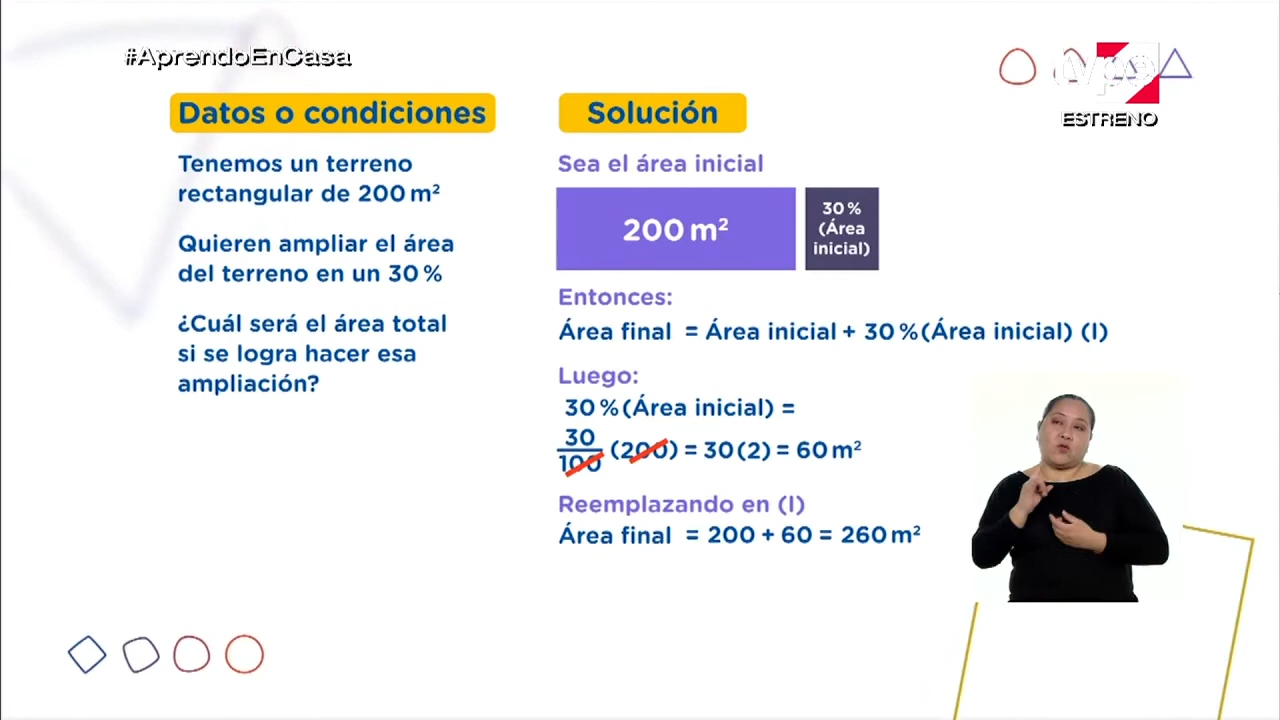 #AprendoEnCasa
tvpe
ESTRENO
Datos o condiciones
Tenemos un terreno
rectangular de 200 m²
Quieren ampliar el área
del terreno en un 30 %
¿Cuál será el área total
si se logra hacer esa
ampliación?
Solución
Sea el área inicial
200 m²
30 %
(Área
inicial)
Entonces:
Área final = Área inicial + 30 %(Área inicial) (I)
Luego:
30 %(Área inicial) =
30/100 (200) = 30(2) = 60 m²
Reemplazando en (I)
Área final = 200 + 60 = 260 m²